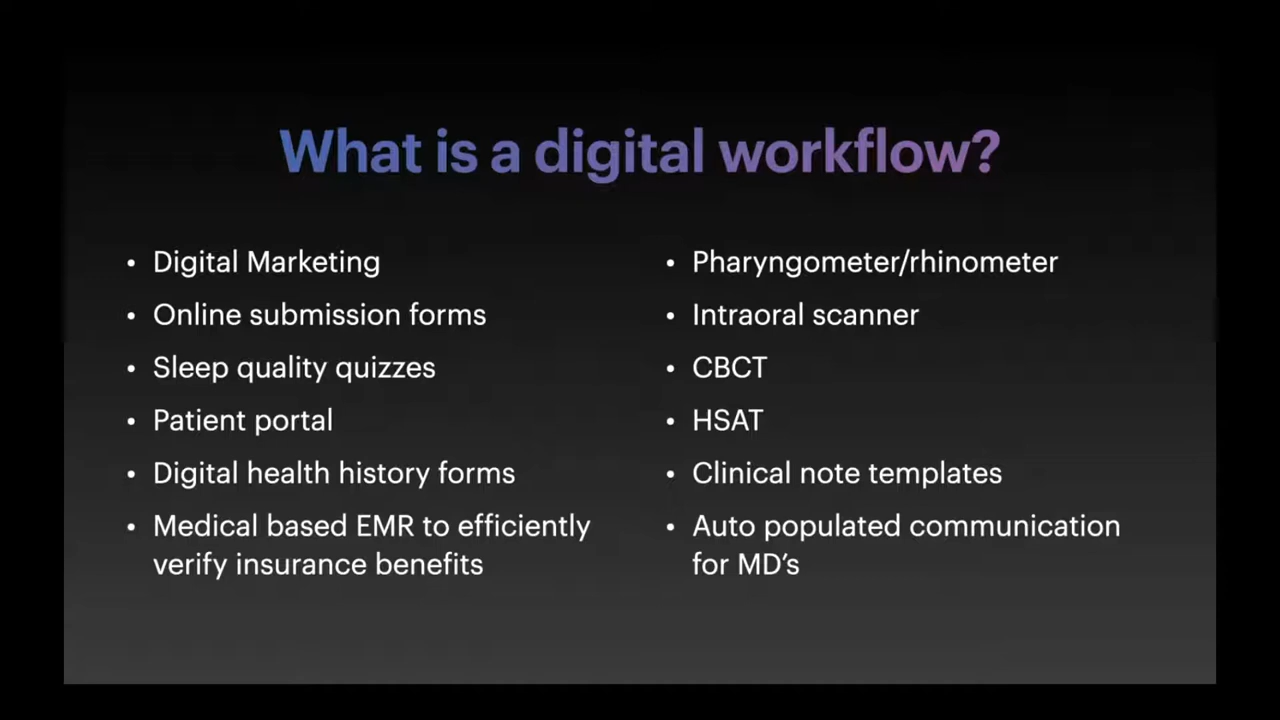 What is a digital workflow?
• Digital Marketing
• Online submission forms
• Sleep quality quizzes
• Patient portal
• Digital health history forms
• Medical based EMR to efficiently
verify insurance benefits
• Pharyngometer/rhinometer
• Intraoral scanner
• CBCT
• HSAT
• Clinical note templates
• Auto populated communication
for MD’s